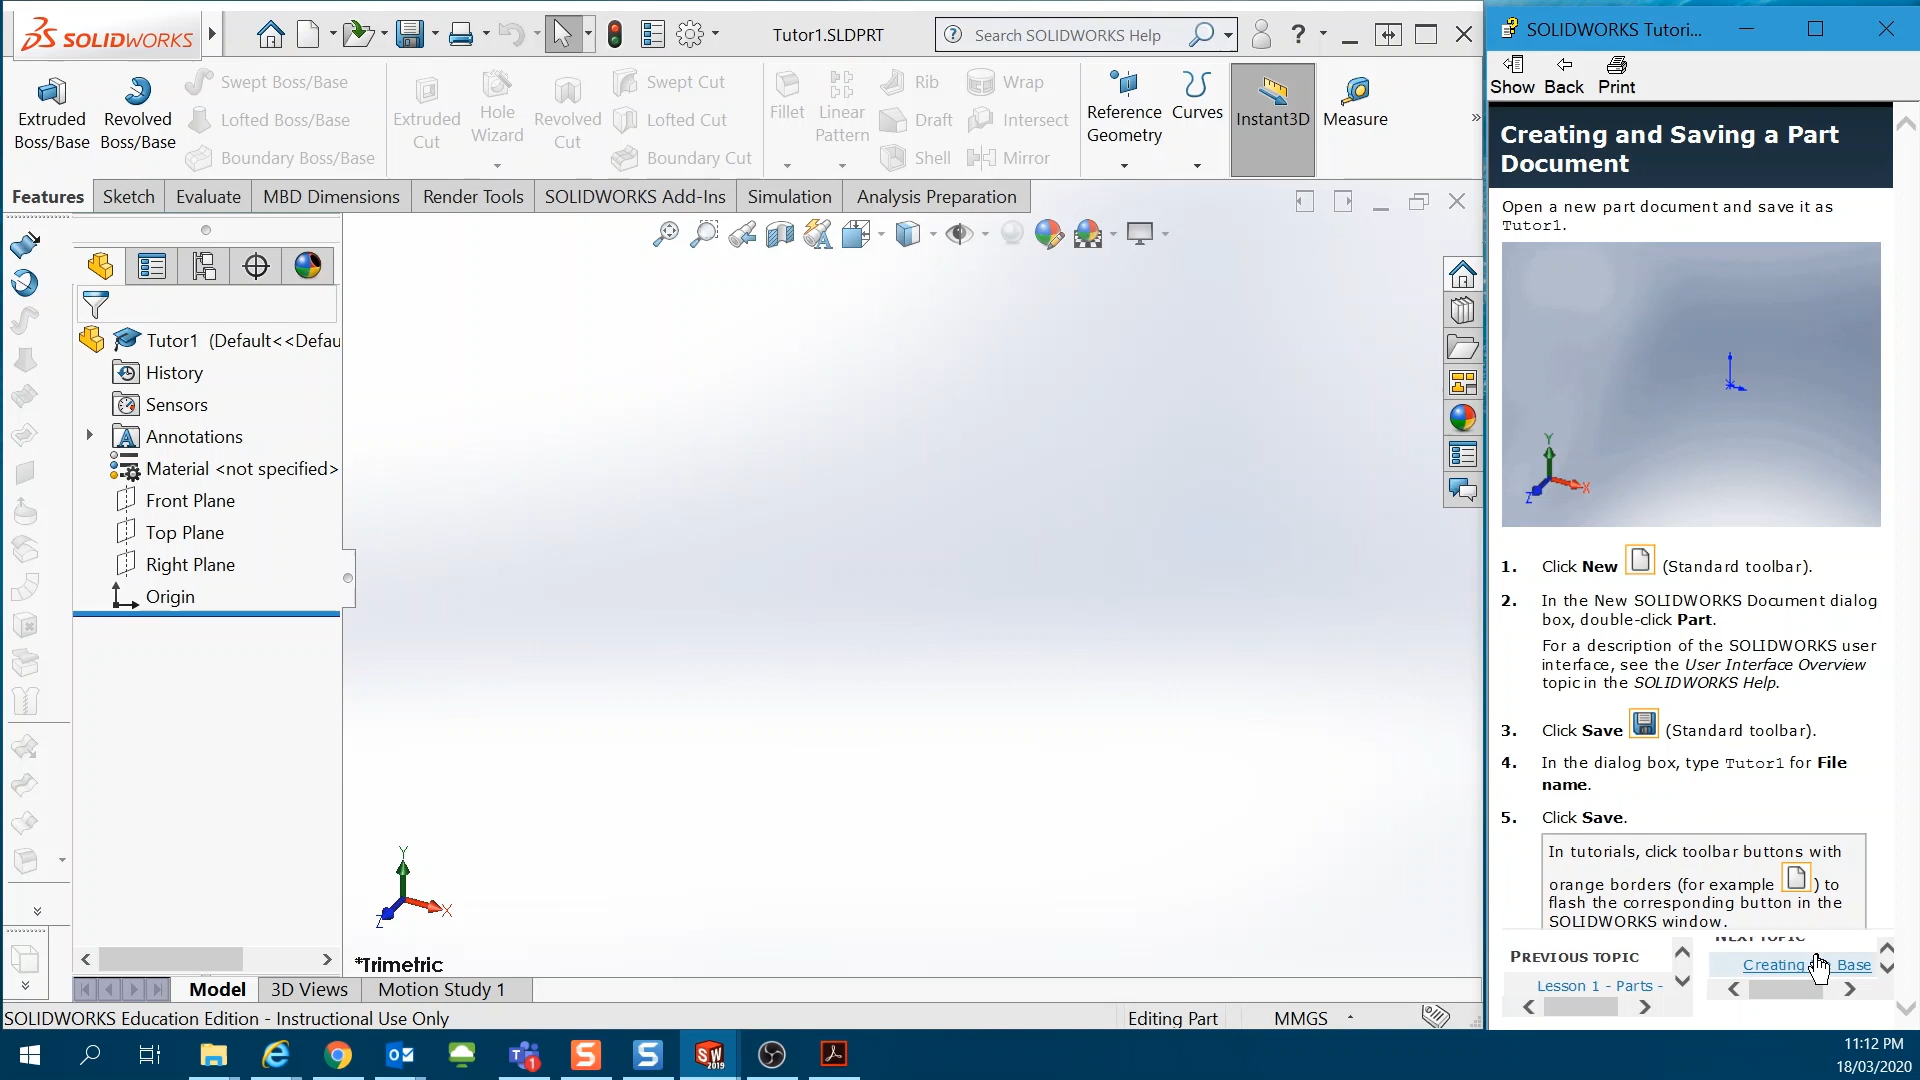 SOLIDWORKS
Tutor1.SLDPRT
Search SOLIDWORKS Help
?
Extruded
Boss/Base
Revolved
Boss/Base
Swept Boss/Base
Lofted Boss/Base
Boundary Boss/Base
Extruded
Cut
Hole
Wizard
Revolved
Cut
Swept Cut
Lofted Cut
Boundary Cut
Fillet
Linear
Pattern
Rib
Draft
Shell
Wrap
Intersect
Mirror
Reference
Geometry
Curves
Instant3D
Measure
Features
Sketch
Evaluate
MBD Dimensions
Render Tools
SOLIDWORKS Add-Ins
Simulation
Analysis Preparation
Tutor1 (Default<<Defau
History
Sensors
Annotations
Material <not specified>
Front Plane
Top Plane
Right Plane
Origin
Y
X
Z
*Trimetric
Model
3D Views
Motion Study 1
SOLIDWORKS Education Edition - Instructional Use Only
Editing Part
MMGS
SOLIDWORKS Tutori...
Show
Back
Print
Creating and Saving a Part
Document
Open a new part document and save it as
Tutor1.
Y
X
Z
1. Click New (Standard toolbar).
2. In the New SOLIDWORKS Document dialog
box, double-click Part.
For a description of the SOLIDWORKS user
interface, see the User Interface Overview
topic in the SOLIDWORKS Help.
3. Click Save (Standard toolbar).
4. In the dialog box, type Tutor1 for File
name.
5. Click Save.
In tutorials, click toolbar buttons with
orange borders (for example ) to
flash the corresponding button in the
SOLIDWORKS window.
PREVIOUS TOPIC
Lesson 1 - Parts -
NEXT TOPIC
Creating Base
SW
2019
1
11:12 PM
18/03/2020